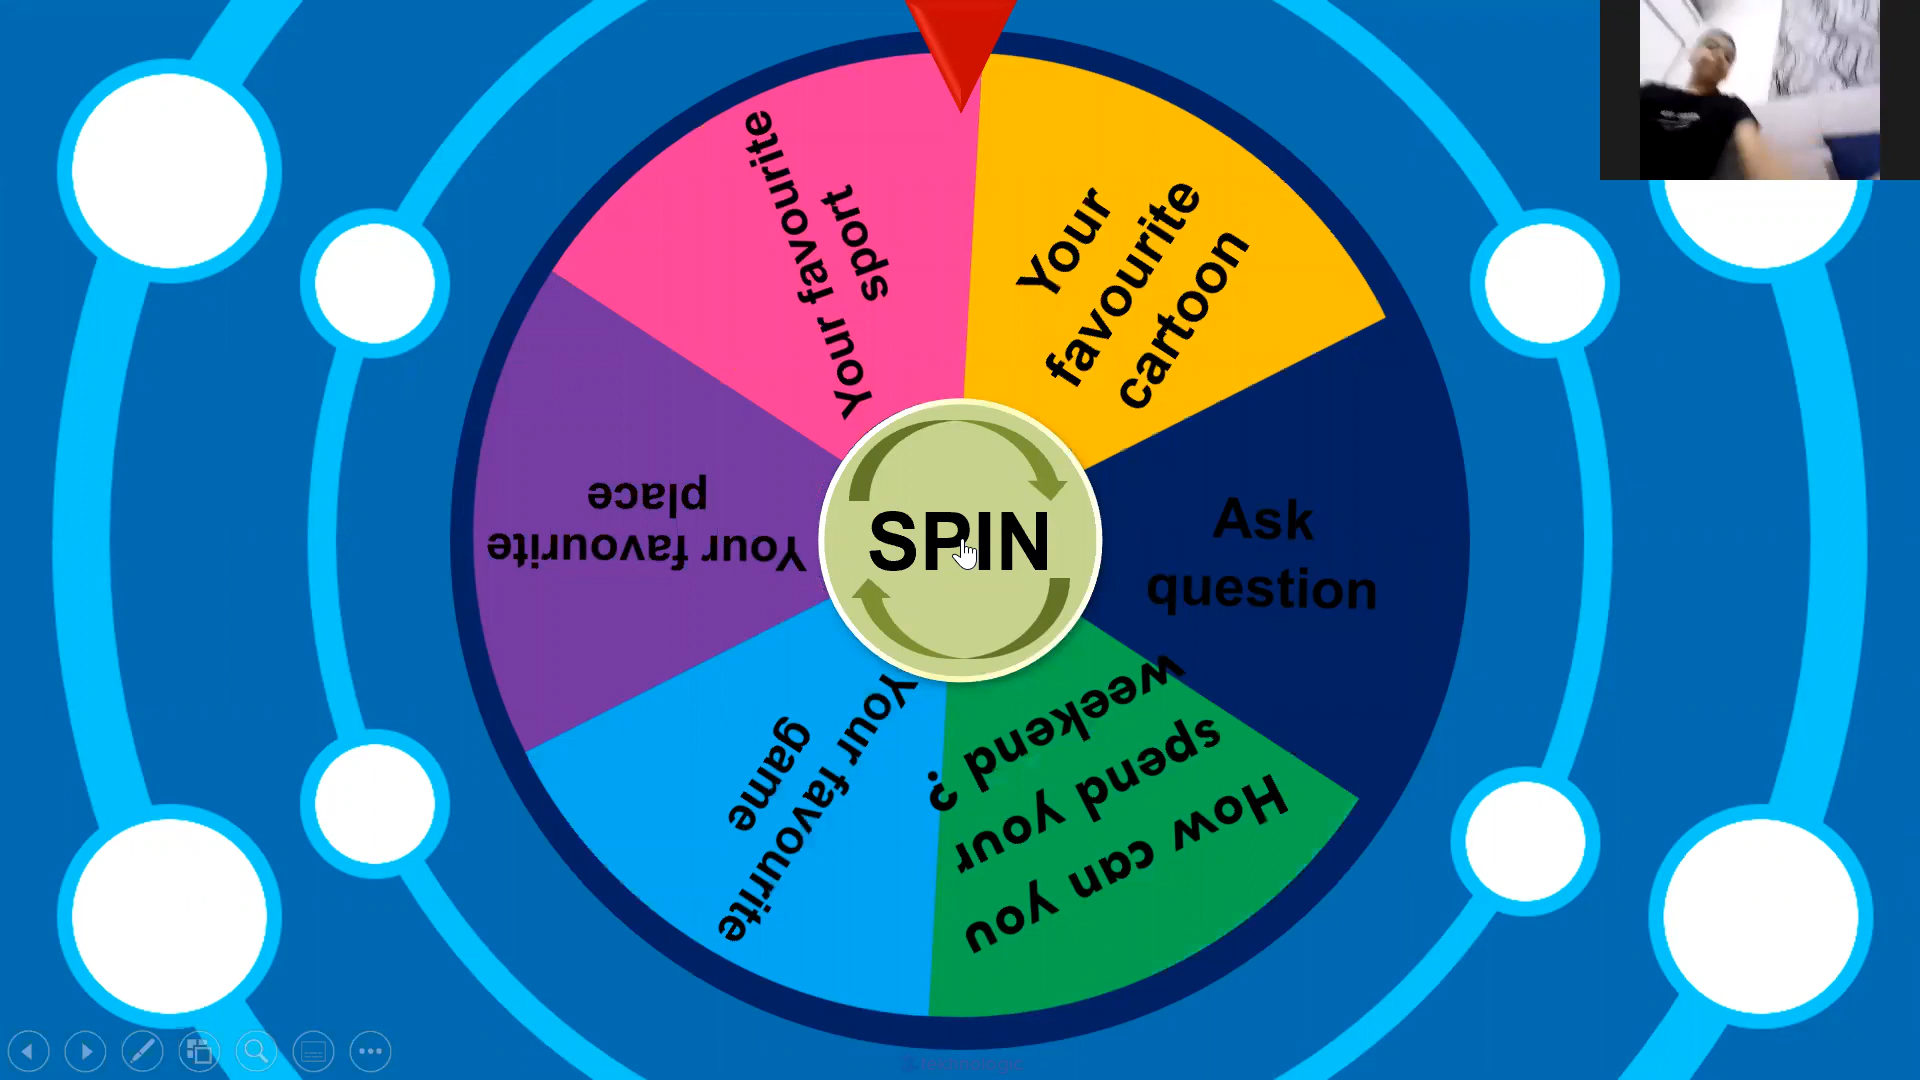 Your favourite
sport
Your
favourite
cartoon
Ask
question
How can you
spend your
weekend ?
Your favourite
game
Your favourite
place
SPIN